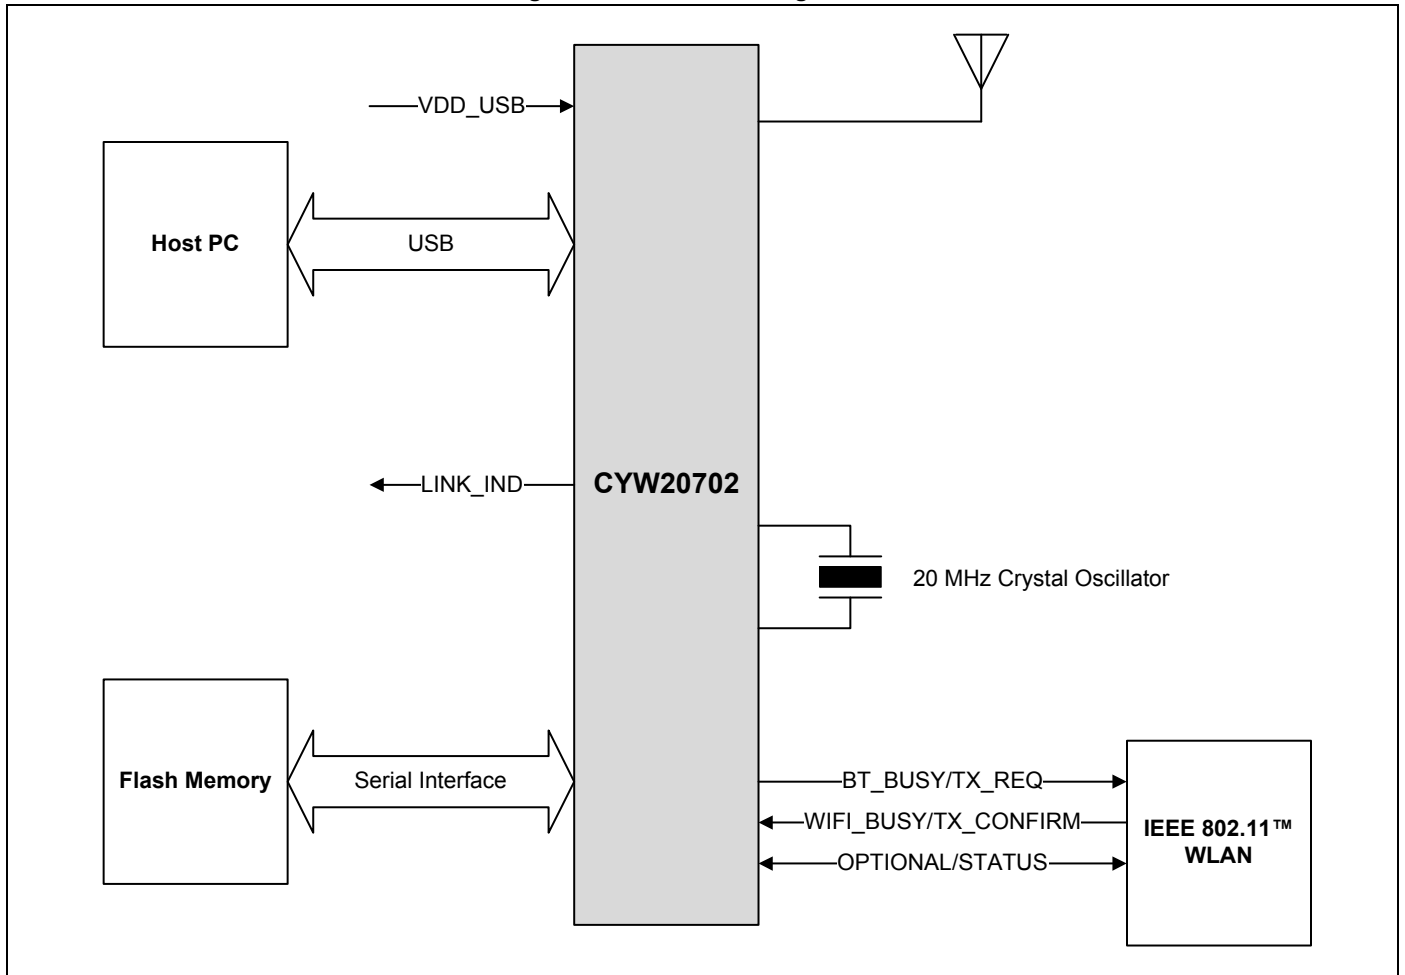 VDD_USB
Host PC
USB
LINK_IND
CYW20702
20 MHz Crystal Oscillator
Flash Memory
Serial Interface
BT_BUSY/TX_REQ
WIFI_BUSY/TX_CONFIRM
OPTIONAL/STATUS
IEEE 802.11™
WLAN